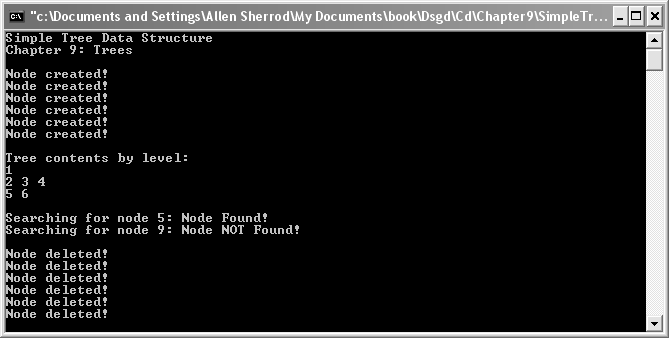 "c:\Documents and Settings\Allen Sherrod\My Documents\book\Dsgd\Cd\Chapter9\SimpleTr...
Simple Tree Data Structure
Chapter 9: Trees
Node created!
Node created!
Node created!
Node created!
Node created!
Node created!
Tree contents by level:
1
2 3 4
5 6
Searching for node 5: Node Found!
Searching for node 9: Node NOT Found!
Node deleted!
Node deleted!
Node deleted!
Node deleted!
Node deleted!
Node deleted!